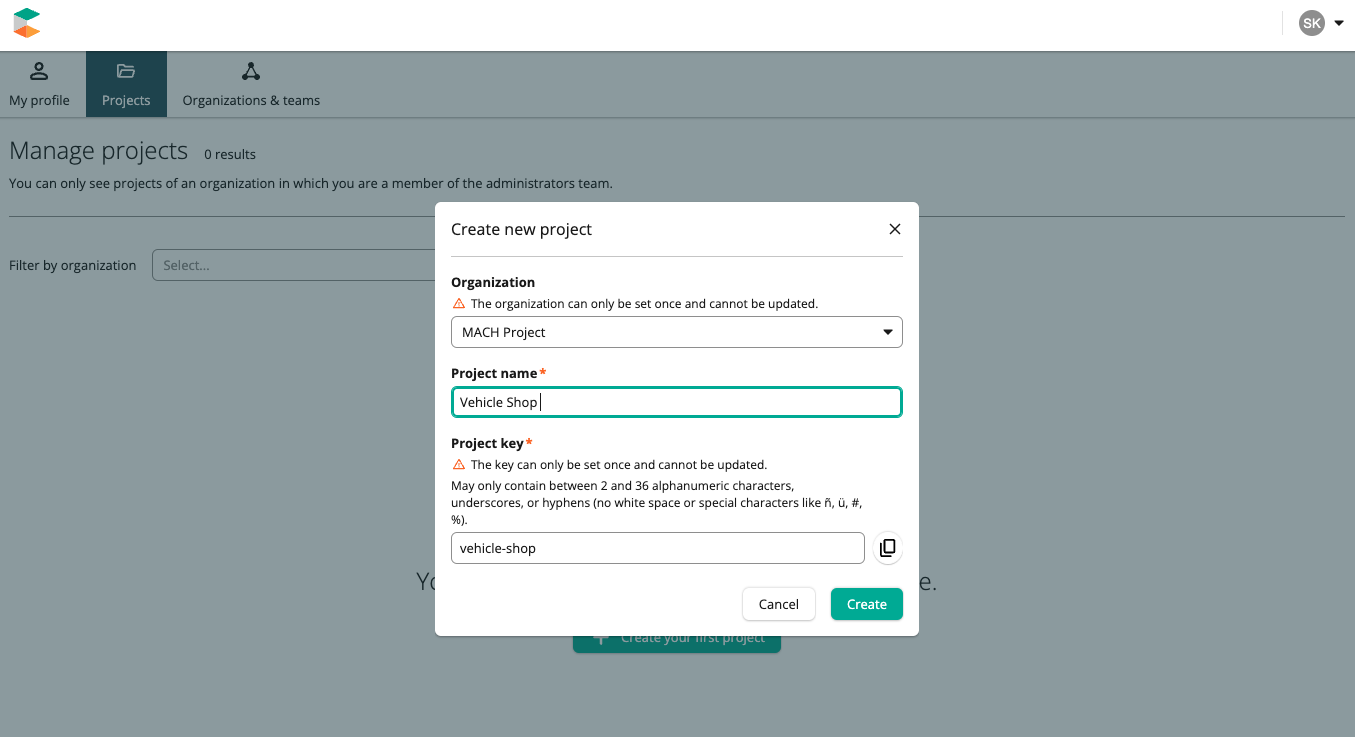 SK
My profile
Projects
Organizations & teams
Manage projects 0 results
You can only see projects of an organization in which you are a member of the administrators team.
Filter by organization Select...
Create new project
Organization
The organization can only be set once and cannot be updated.
MACH Project
Project name*
Vehicle Shop
Project key*
The key can only be set once and cannot be updated.
May only contain between 2 and 36 alphanumeric characters,
underscores, or hyphens (no white space or special characters like ñ, ü, #,
%).
vehicle-shop
Cancel Create
Create your first project